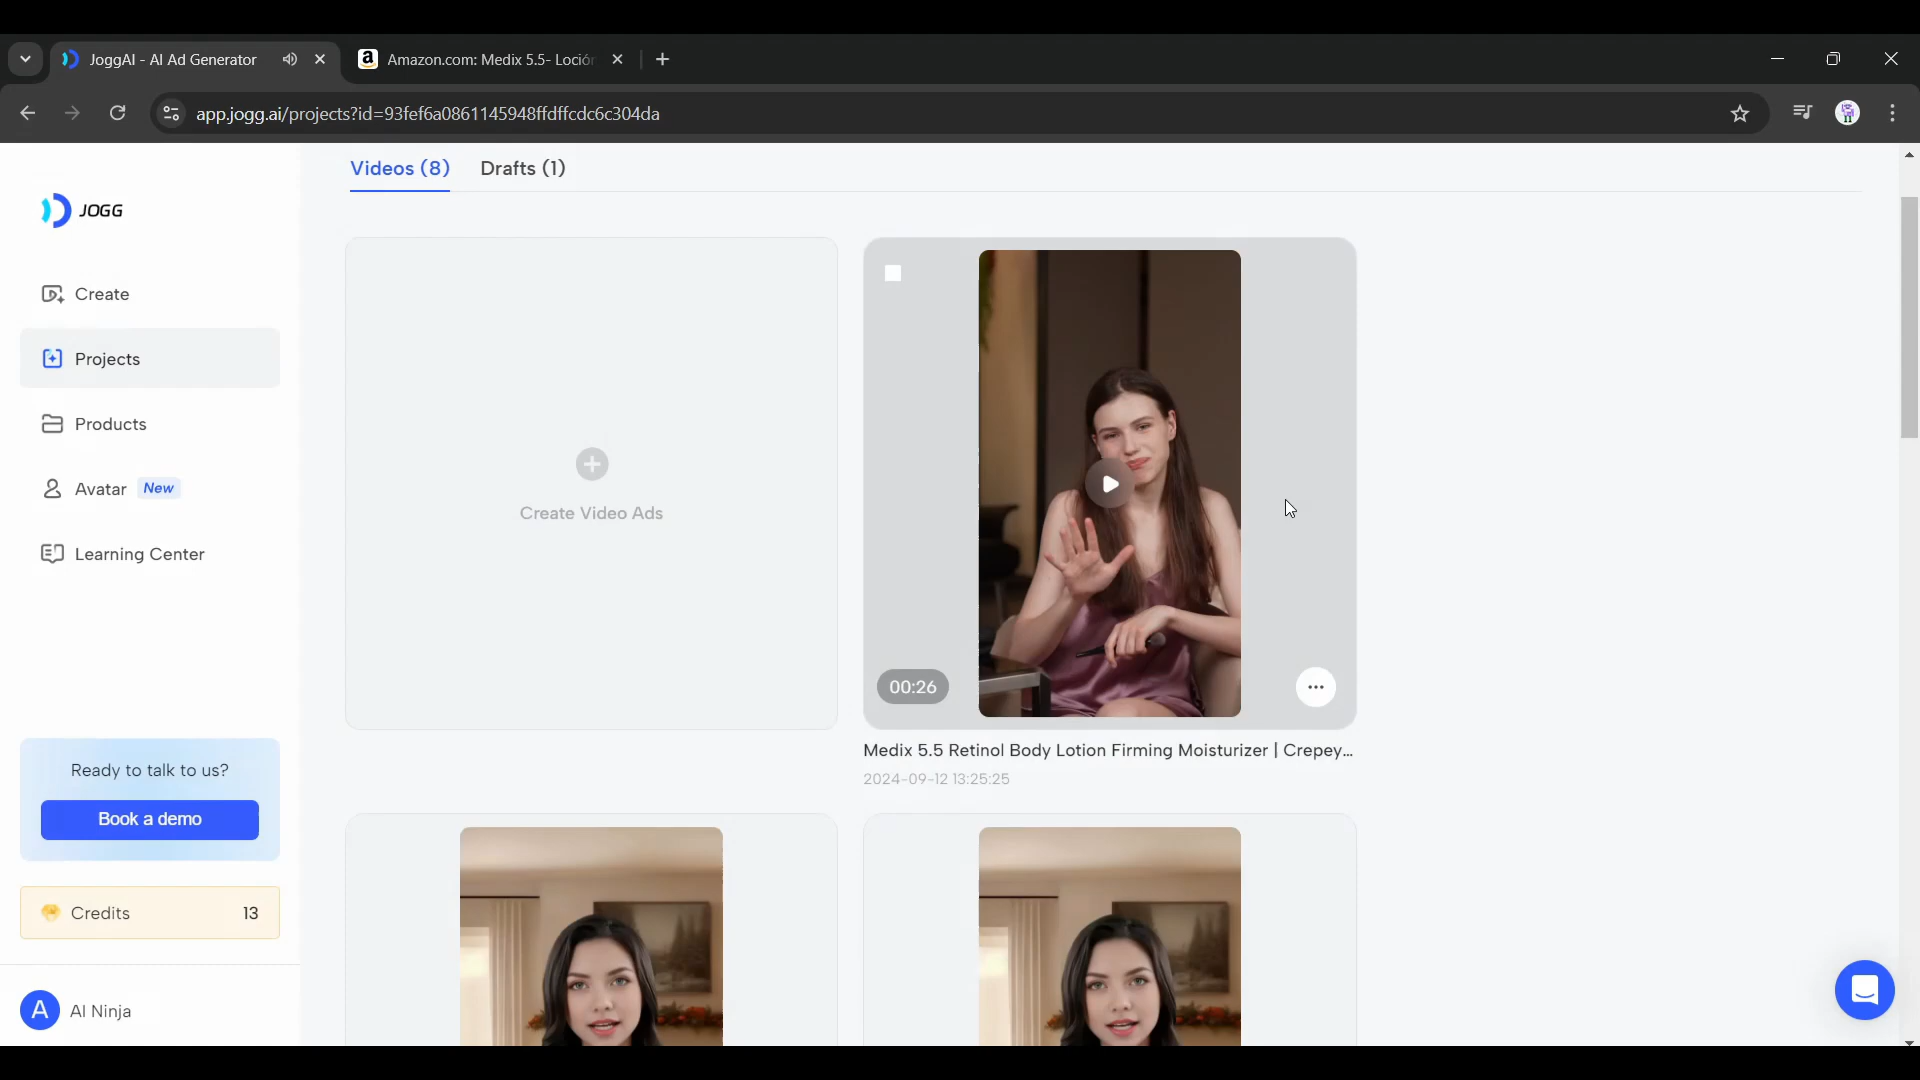 JoggAI - AI Ad Generator
Amazon.com: Medix 5.5- Loción
app.jogg.ai/projects?id=93fef6a0861145948ffdffcdc6c304da
JOGG
Create
Projects
Products
Avatar New
Learning Center
Ready to talk to us?
Book a demo
Credits 13
A AI Ninja
Videos (8) Drafts (1)
Create Video Ads
00:26
Medix 5.5 Retinol Body Lotion Firming Moisturizer | Crepey...
2024-09-12 13:25:25